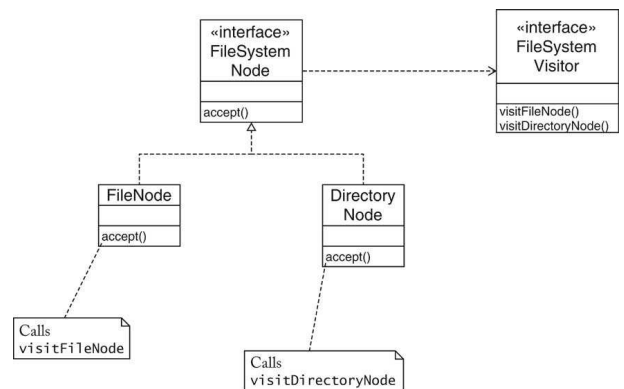 «interface»
FileSystem
Node
accept()
«interface»
FileSystem
Visitor
visitFileNode()
visitDirectoryNode()
FileNode
accept()
Directory
Node
accept()
Calls
visitFileNode
Calls
visitDirectoryNode